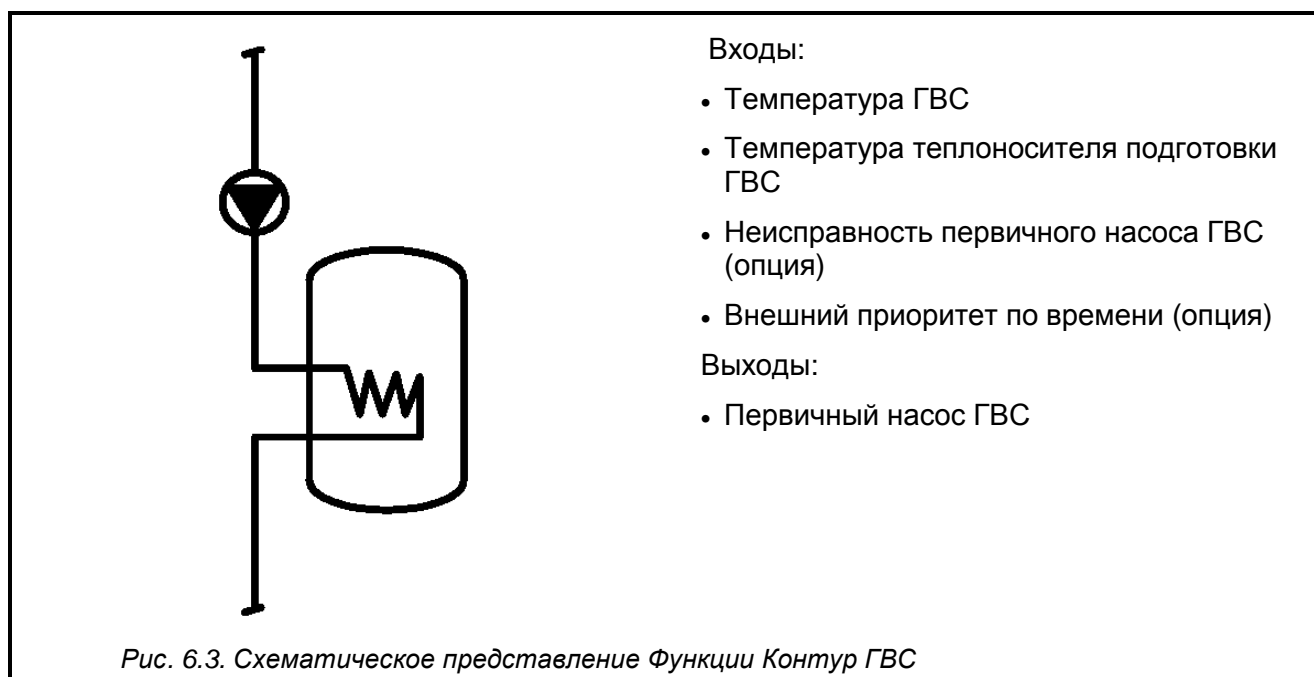 Входы:
• Температура ГВС
• Температура теплоносителя подготовки
ГВС
• Неисправность первичного насоса ГВС
(опция)
• Внешний приоритет по времени (опция)
Выходы:
• Первичный насос ГВС
Рис. 6.3. Схематическое представление Функции Контур ГВС